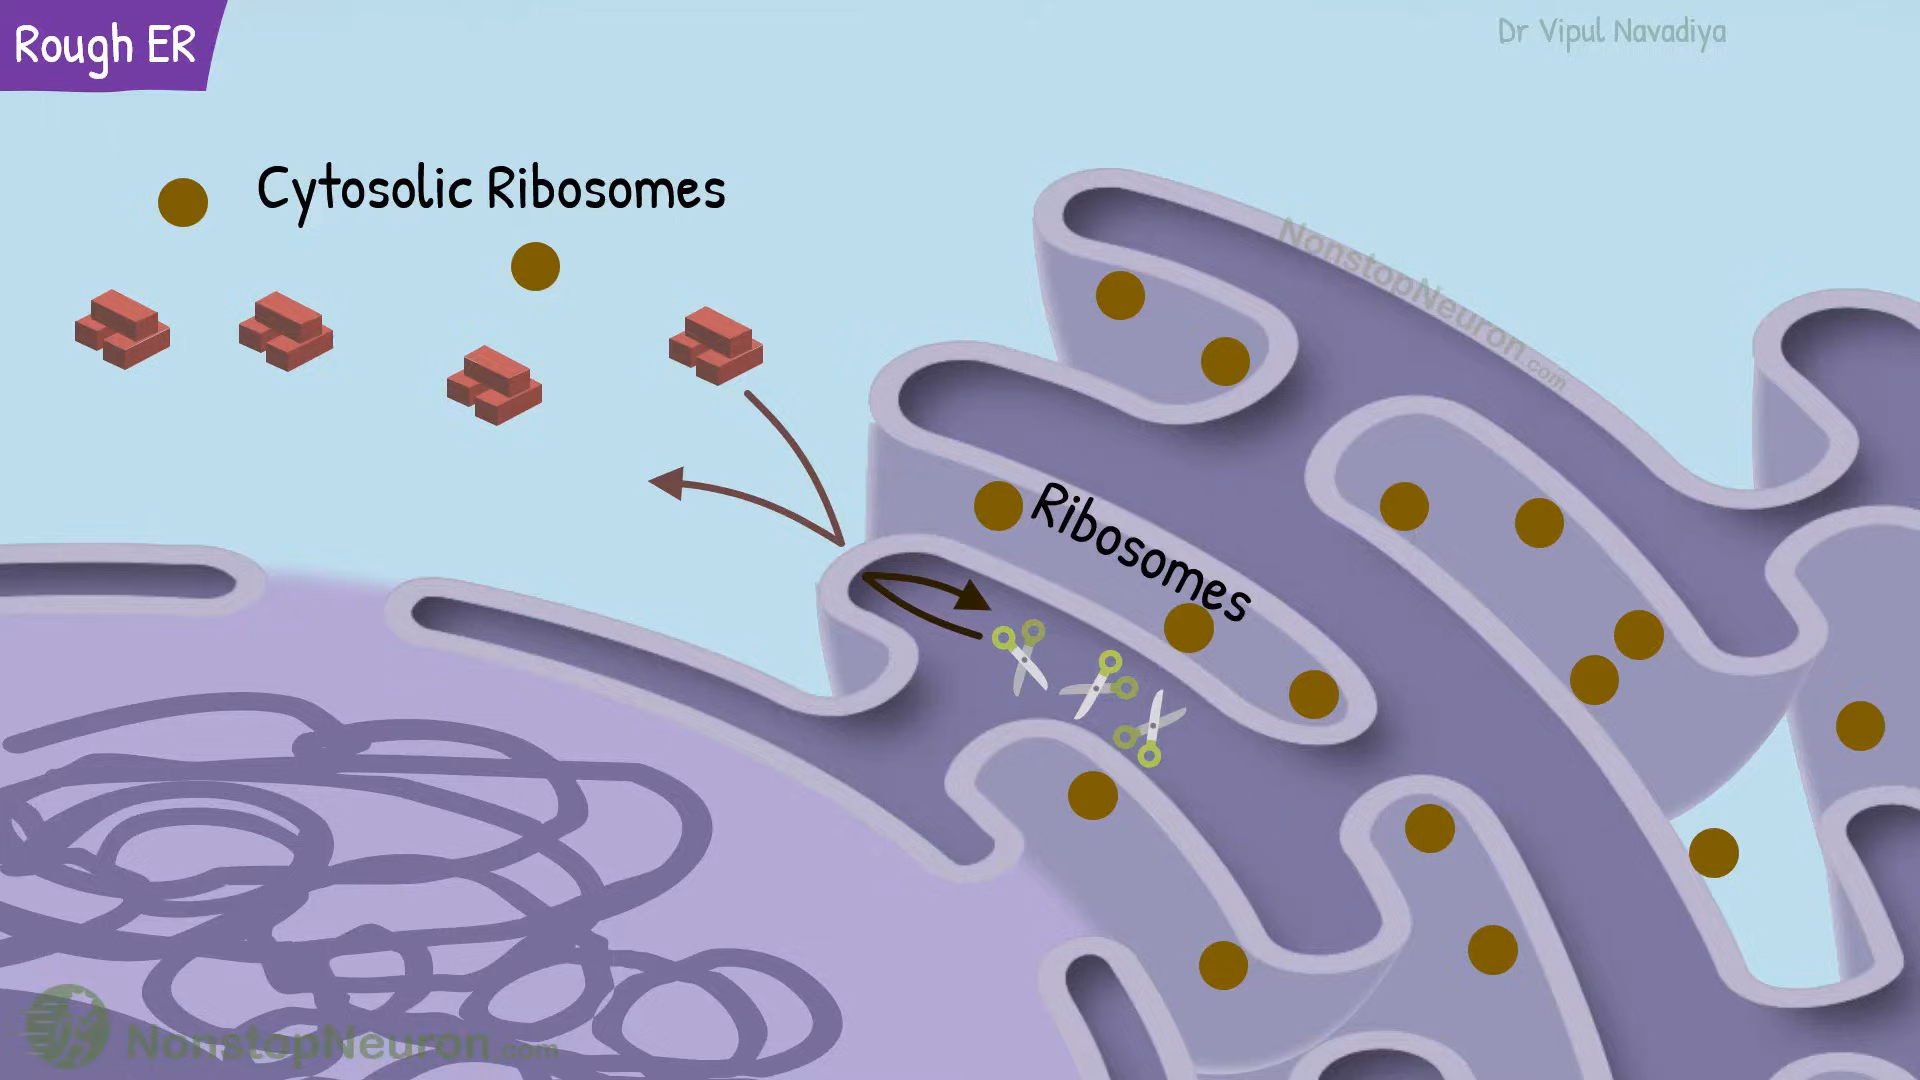 Rough ER
Dr Vipul Navadiya
Cytosolic Ribosomes
NonstopNeuron.com
Ribosomes
NonstopNeuron.com